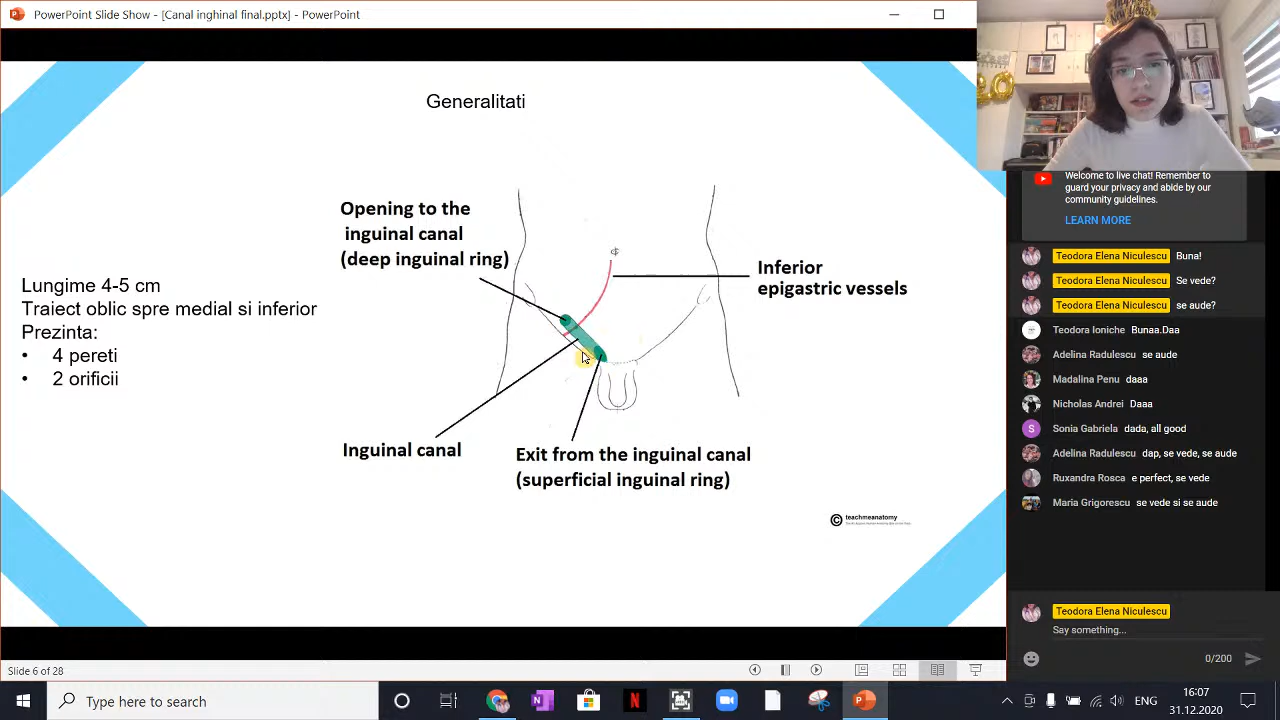 PowerPoint Slide Show - [Canal inghinal final.pptx] - PowerPoint
Generalitati
Opening to the
inguinal canal
(deep inguinal ring)
Inferior
epigastric vessels
Lungime 4-5 cm
Traiect oblic spre medial si inferior
Prezinta:
• 4 pereti
• 2 orificii
Inguinal canal
Exit from the inguinal canal
(superficial inguinal ring)
© teachmeanatomy
Welcome to live chat! Remember to
guard your privacy and abide by our
community guidelines.
LEARN MORE
Teodora Elena Niculescu Buna!
Teodora Elena Niculescu Se vede?
Teodora Elena Niculescu se aude?
Teodora Ioniche Bunaa.Daa
Adelina Radulescu se aude
Madalina Penu daaa
Nicholas Andrei Daaa
S Sonia Gabriela dada, all good
Adelina Radulescu dap, se vede, se aude
Ruxandra Rosca e perfect, se vede
Maria Grigorescu se vede si se aude
Teodora Elena Niculescu
Say something...
0/200
Slide 6 of 28
Type here to search
ENG
16:07
31.12.2020